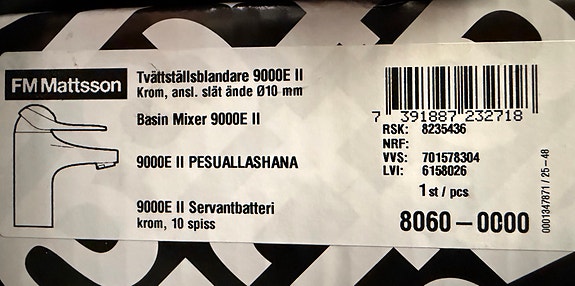 FM Mattsson
Tvättställsblandare 9000E II
Krom, ansl. slät ände Ø10 mm
Basin Mixer 9000E II
9000E II PESUALLASHANA
9000E II Servantbatteri
krom, 10 spiss
7 391887 232718
RSK: 8235436
NRF:
VVS: 701578304
LVI: 6158026
1 st / pcs
8060-0000
0001347871 / 25-48